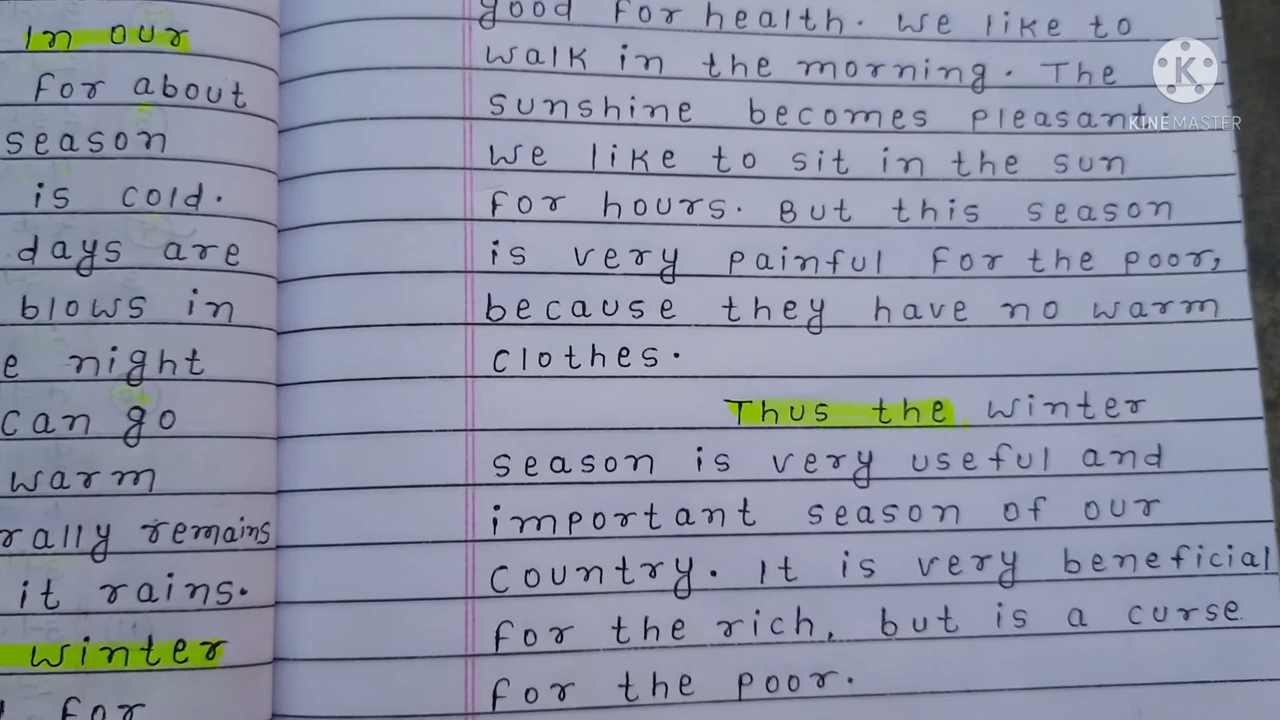 In our
for about
season
is cold.
days are
blows in
e night
can go
warm
rally remains
it rains.
winter
for
good for health. We like to
walk in the morning. The
sunshine becomes pleasant.
We like to sit in the sun
for hours. But this season
is very painful for the poor,
because they have no warm
clothes.
Thus the winter
season is very useful and
important season of our
country. It is very beneficial
for the rich, but is a curse
for the poor.
K
KINEMASTER